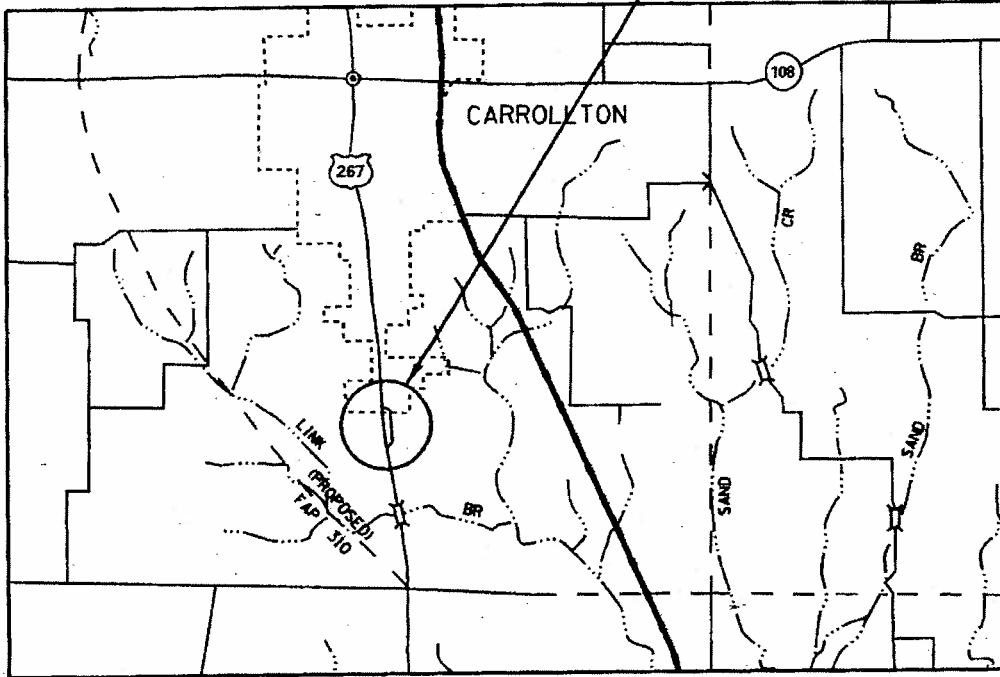 108
CARROLLTON
267
CR
BR
LINK
(PROPOSED)
FAP 310
BR
SAND
SAND